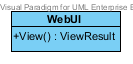 Visual Paradigm for UML Enterprise E
WebUI
+View() : ViewResult